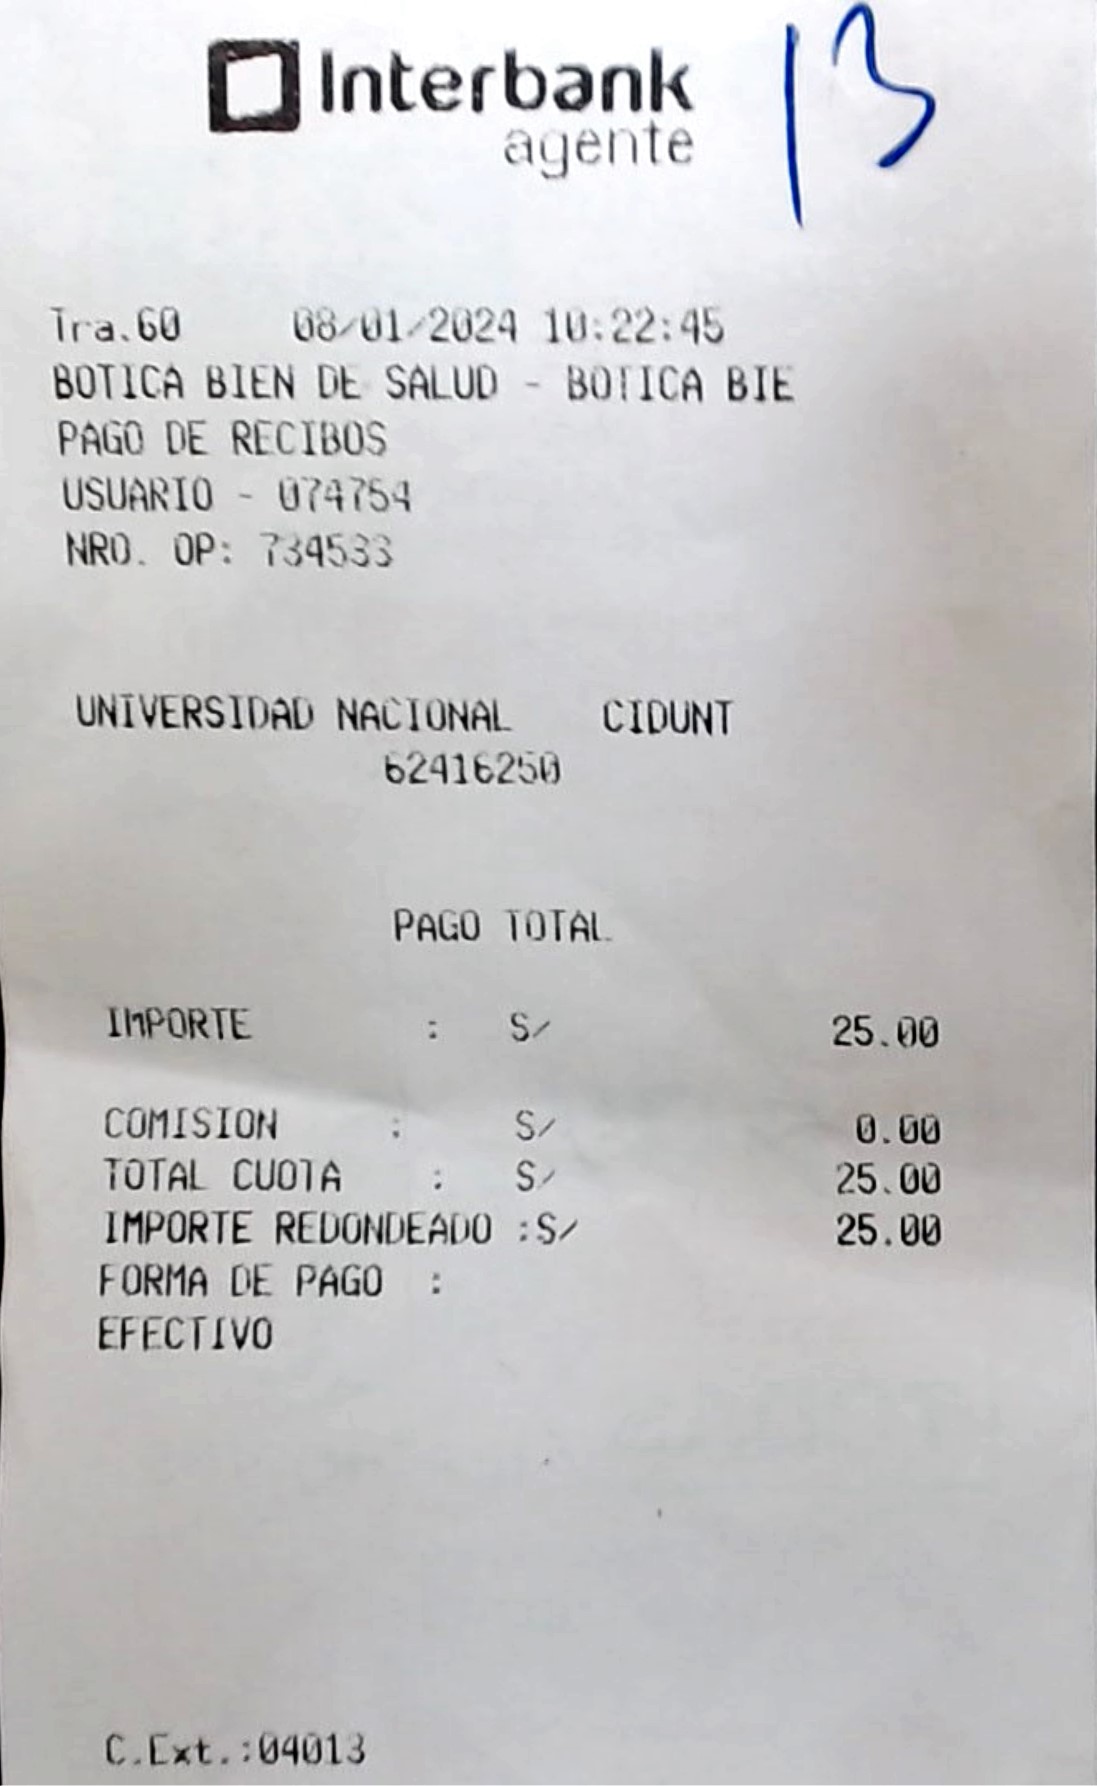 Interbank
agente
13
Tra.60 08/01/2024 10:22:45
BOTICA BIEN DE SALUD - BOTICA BIE
PAGO DE RECIBOS
USUARIO - 074754
NRO. OP: 734533
UNIVERSIDAD NACIONAL CIDUNT
62416250
PAGO TOTAL
IMPORTE : S/ 25.00
COMISION : S/ 0.00
TOTAL CUOTA : S/ 25.00
IMPORTE REDONDEADO :S/ 25.00
FORMA DE PAGO :
EFECTIVO
C.Ext.:04013